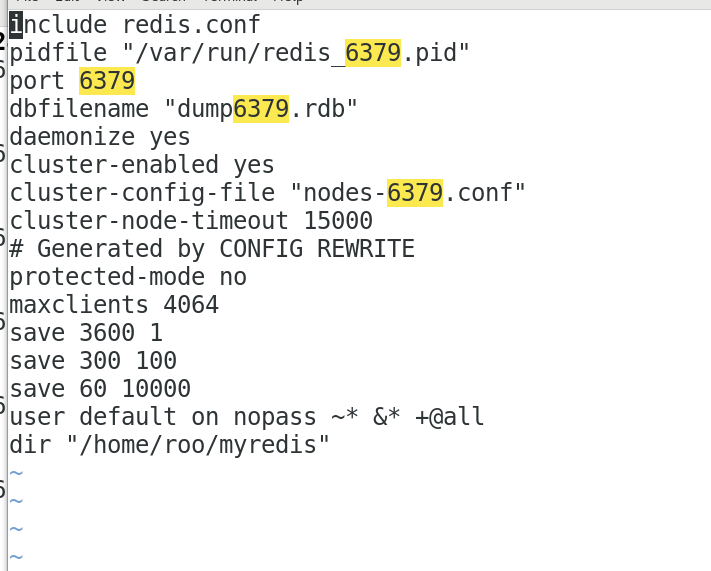 include redis.conf
pidfile "/var/run/redis_6379.pid"
port 6379
dbfilename "dump6379.rdb"
daemonize yes
cluster-enabled yes
cluster-config-file "nodes-6379.conf"
cluster-node-timeout 15000
# Generated by CONFIG REWRITE
protected-mode no
maxclients 4064
save 3600 1
save 300 100
save 60 10000
user default on nopass ~* &* +@all
dir "/home/roo/myredis"
~
~
~
~